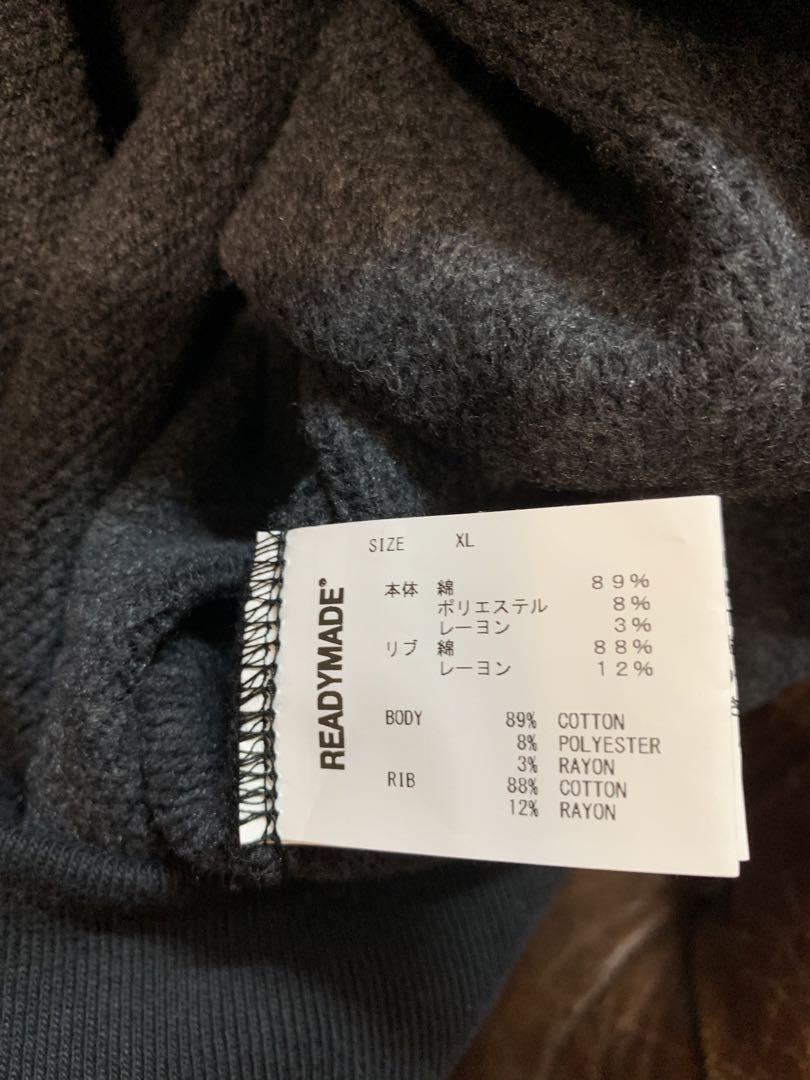 READYMADE®
SIZE XL
本体 綿 89%
ポリエステル 8%
レーヨン 3%
リブ 綿 88%
レーヨン 12%
BODY 89% COTTON
8% POLYESTER
3% RAYON
RIB 88% COTTON
12% RAYON